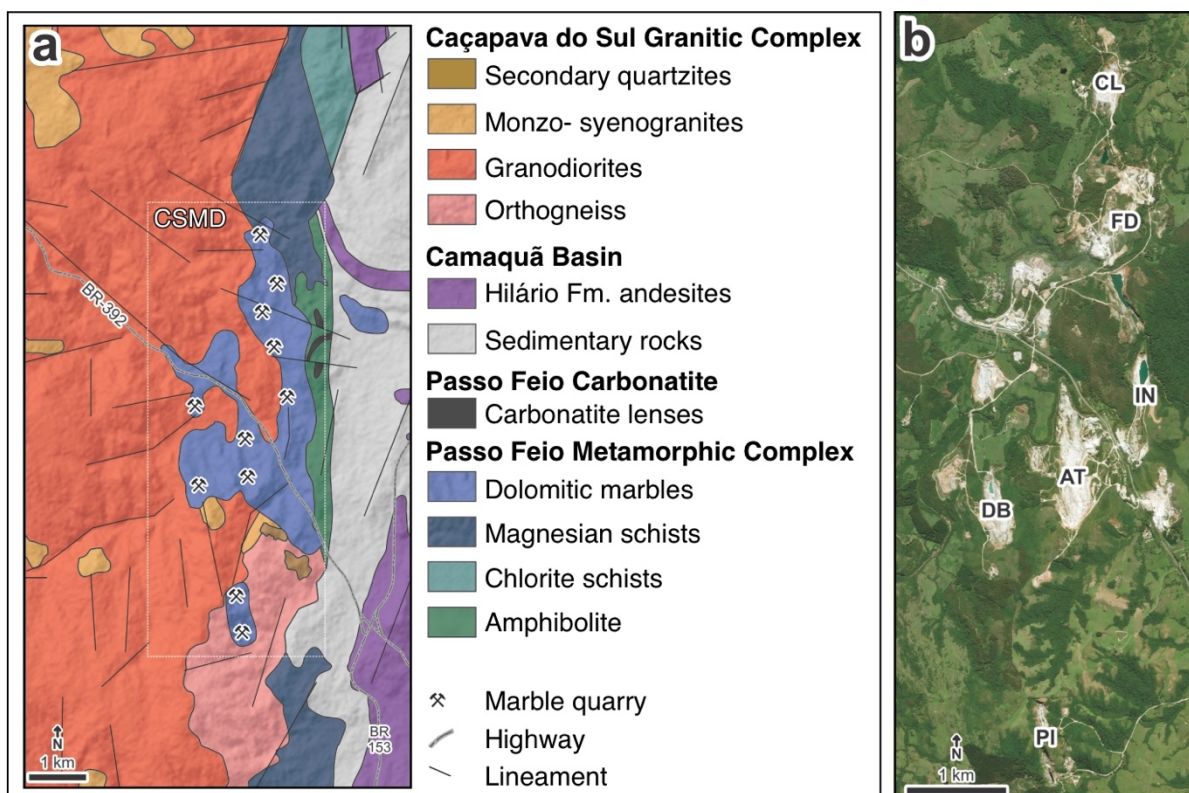 a
CSMD
BR-392
BR
153
N
1 km
Caçapava do Sul Granitic Complex
Secondary quartzites
Monzo- syenogranites
Granodiorites
Orthogneiss
Camaquã Basin
Hilário Fm. andesites
Sedimentary rocks
Passo Feio Carbonatite
Carbonatite lenses
Passo Feio Metamorphic Complex
Dolomitic marbles
Magnesian schists
Chlorite schists
Amphibolite
Marble quarry
Highway
Lineament
b
CL
FD
IN
AT
DB
PI
N
1 km